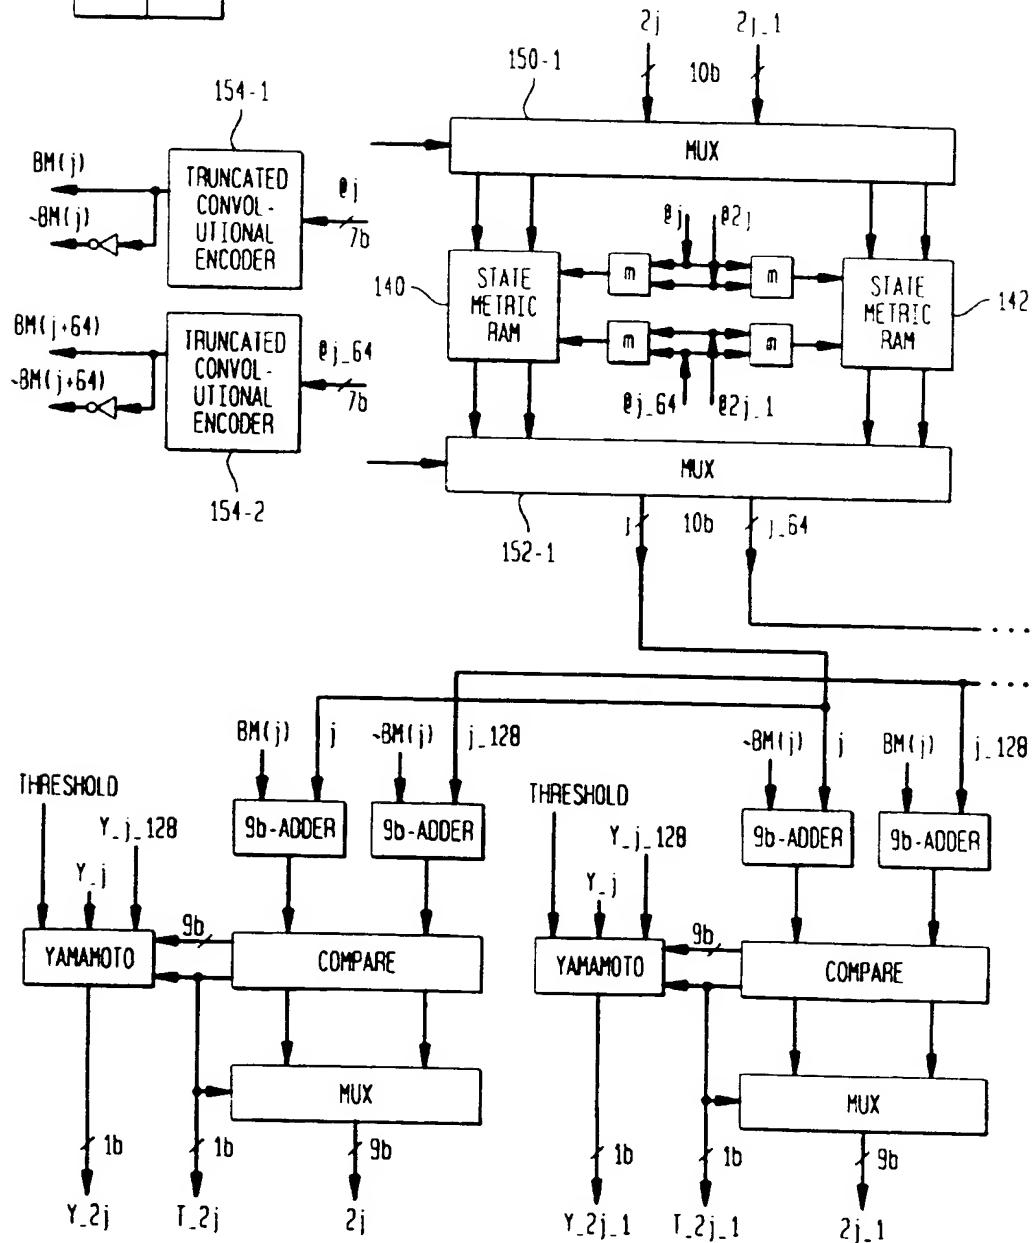 2j
2j_1
150-1
10b
154-1
MUX
BM(j)
~BM(j)
TRUNCATED
CONVOL-
UTIONAL
ENCODER
@j
7b
@j
@2j
140
STATE
METRIC
RAM
m
m
STATE
METRIC
RAM
142
BM(j+64)
~BM(j+64)
TRUNCATED
CONVOL-
UTIONAL
ENCODER
@j_64
7b
m
m
@j_64
@2j_1
MUX
154-2
152-1
j
10b
j_64
...
...
BM(j)
j
~BM(j)
j_128
~BM(j)
j
BM(j)
j_128
THRESHOLD
Y_j_128
Y_j
9b-ADDER
9b-ADDER
THRESHOLD
Y_j_128
Y_j
9b-ADDER
9b-ADDER
YAMAMOTO
9b
COMPARE
YAMAMOTO
9b
COMPARE
MUX
MUX
1b
1b
9b
1b
1b
9b
Y_2j
T_2j
2j
Y_2j_1
T_2j_1
2j_1